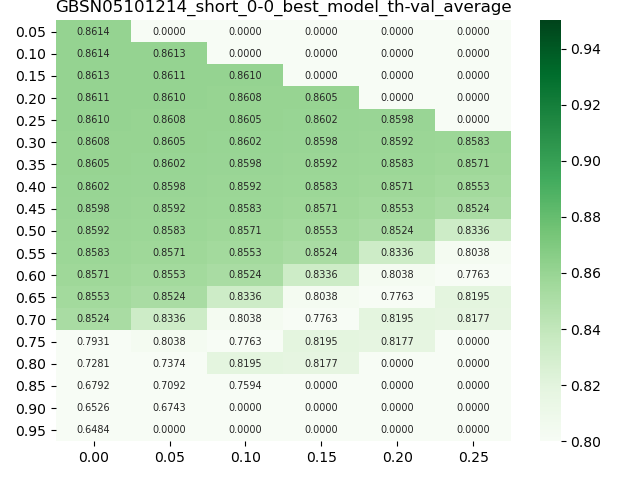 GBSN05101214_short_0-0_best_model_th-val_average
0.05 0.8614 0.0000 0.0000 0.0000 0.0000 0.0000
0.10 0.8614 0.8613 0.0000 0.0000 0.0000 0.0000
0.15 0.8613 0.8611 0.8610 0.0000 0.0000 0.0000
0.20 0.8611 0.8610 0.8608 0.8605 0.0000 0.0000
0.25 0.8610 0.8608 0.8605 0.8602 0.8598 0.0000
0.30 0.8608 0.8605 0.8602 0.8598 0.8592 0.8583
0.35 0.8605 0.8602 0.8598 0.8592 0.8583 0.8571
0.40 0.8602 0.8598 0.8592 0.8583 0.8571 0.8553
0.45 0.8598 0.8592 0.8583 0.8571 0.8553 0.8524
0.50 0.8592 0.8583 0.8571 0.8553 0.8524 0.8336
0.55 0.8583 0.8571 0.8553 0.8524 0.8336 0.8038
0.60 0.8571 0.8553 0.8524 0.8336 0.8038 0.7763
0.65 0.8553 0.8524 0.8336 0.8038 0.7763 0.8195
0.70 0.8524 0.8336 0.8038 0.7763 0.8195 0.8177
0.75 0.7931 0.8038 0.7763 0.8195 0.8177 0.0000
0.80 0.7281 0.7374 0.8195 0.8177 0.0000 0.0000
0.85 0.6792 0.7092 0.7594 0.0000 0.0000 0.0000
0.90 0.6526 0.6743 0.0000 0.0000 0.0000 0.0000
0.95 0.6484 0.0000 0.0000 0.0000 0.0000 0.0000
0.00 0.05 0.10 0.15 0.20 0.25
0.94
0.92
0.90
0.88
0.86
0.84
0.82
0.80